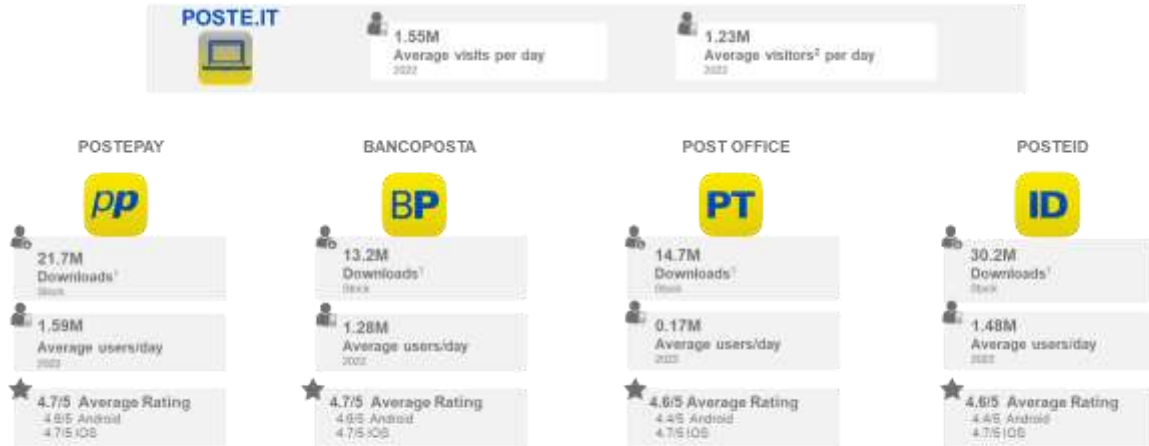 POSTE.IT
1.55M
Average visits per day
2022
1.23M
Average visitors² per day
2022
POSTEPAY
BANCOPOSTA
POST OFFICE
POSTEID
pp
BP
PT
ID
21.7M
Downloads¹
Stock
13.2M
Downloads¹
Stock
14.7M
Downloads¹
Stock
30.2M
Downloads¹
Stock
1.59M
Average users/day
2022
1.28M
Average users/day
2022
0.17M
Average users/day
2022
1.48M
Average users/day
2022
4.7/5 Average Rating
4.6/5 Android
4.7/5 IOS
4.7/5 Average Rating
4.6/5 Android
4.7/5 IOS
4.6/5 Average Rating
4.4/5 Android
4.7/5 IOS
4.6/5 Average Rating
4.4/5 Android
4.7/5 IOS